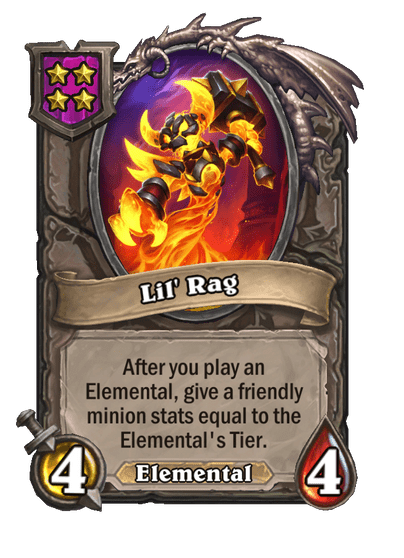 Lil' Rag
After you play an
Elemental, give a friendly
minion stats equal to the
Elemental's Tier.
4
Elemental
4